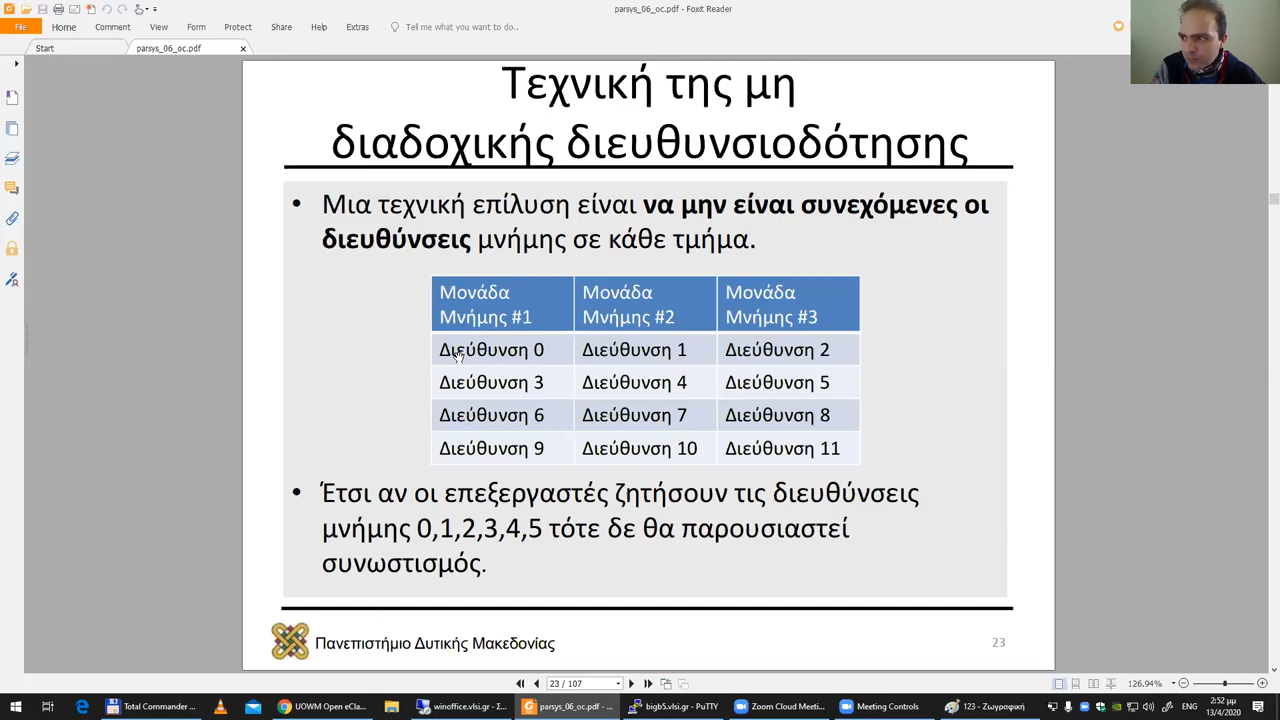 parsys_06_oc.pdf - Foxit Reader
File Home Comment View Form Protect Share Help Extras Tell me what you want to do..
Start parsys_06_oc.pdf
Τεχνική της μη
διαδοχικής διευθυνσιοδότησης
• Μια τεχνική επίλυση είναι να μην είναι συνεχόμενες οι
διευθύνσεις μνήμης σε κάθε τμήμα.
Μονάδα Μνήμης #1 Μονάδα Μνήμης #2 Μονάδα Μνήμης #3
Διεύθυνση 0 Διεύθυνση 1 Διεύθυνση 2
Διεύθυνση 3 Διεύθυνση 4 Διεύθυνση 5
Διεύθυνση 6 Διεύθυνση 7 Διεύθυνση 8
Διεύθυνση 9 Διεύθυνση 10 Διεύθυνση 11
• Έτσι αν οι επεξεργαστές ζητήσουν τις διευθύνσεις
μνήμης 0,1,2,3,4,5 τότε δε θα παρουσιαστεί
συνωστισμός.
Πανεπιστήμιο Δυτικής Μακεδονίας 23
23 / 107 126.94%
Total Commander ... UOWM Open eCla... winoffice.vlsi.gr - Σ... parsys_06_oc.pdf - ... bigb5.vlsi.gr - PuTTY Zoom Cloud Meeti... Meeting Controls 123 - Ζωγραφική 2:52 μμ
13/4/2020